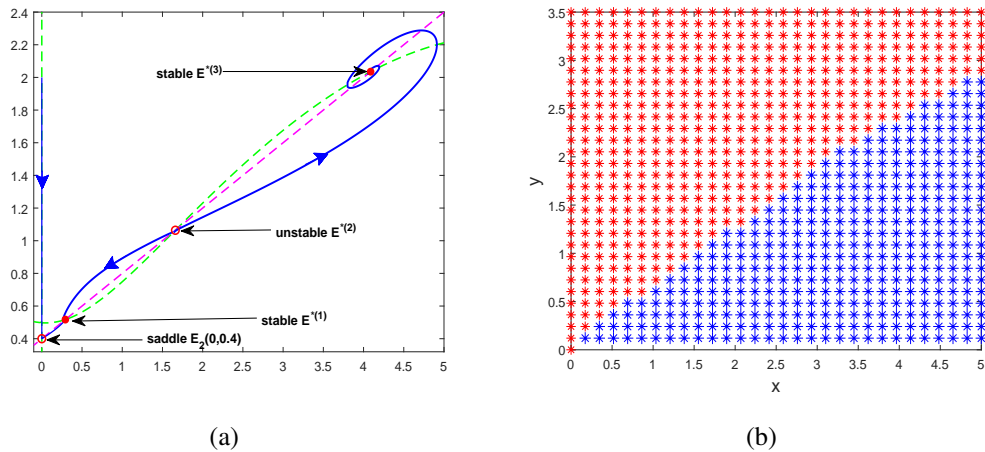 2.4
2.2
2
1.8
1.6
1.4
1.2
1
0.8
0.6
0.4
0 0.5 1 1.5 2 2.5 3 3.5 4 4.5 5
stable E*(3)
unstable E*(2)
stable E*(1)
saddle E2(0,0.4)
(a)
3.5
3
2.5
2
1.5
1
0.5
0
y
0 0.5 1 1.5 2 2.5 3 3.5 4 4.5 5
x
(b)